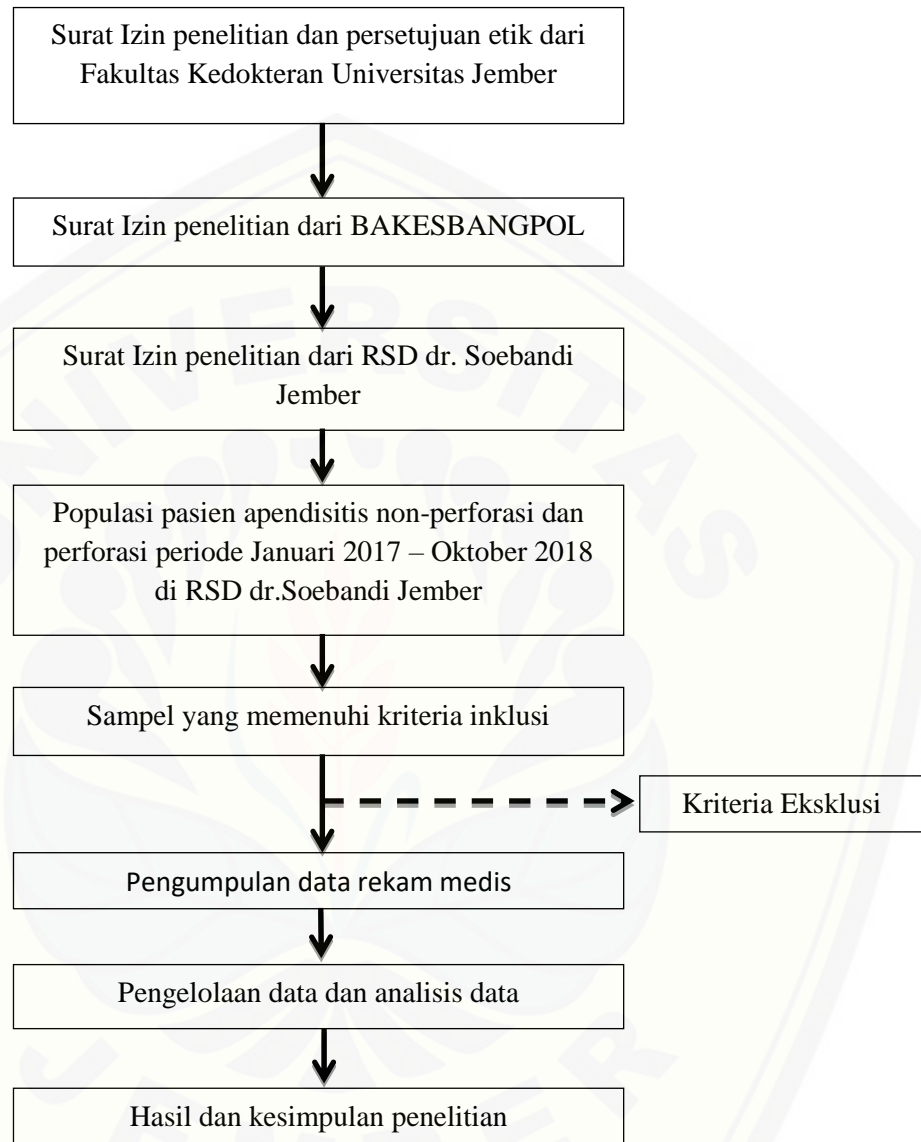 Surat Izin penelitian dan persetujuan etik dari
Fakultas Kedokteran Universitas Jember
Surat Izin penelitian dari BAKESBANGPOL
Surat Izin penelitian dari RSD dr. Soebandi
Jember
Populasi pasien apendisitis non-perforasi dan
perforasi periode Januari 2017 – Oktober 2018
di RSD dr.Soebandi Jember
Sampel yang memenuhi kriteria inklusi
Kriteria Eksklusi
Pengumpulan data rekam medis
Pengelolaan data dan analisis data
Hasil dan kesimpulan penelitian
UNIVERSITAS
JEMBER